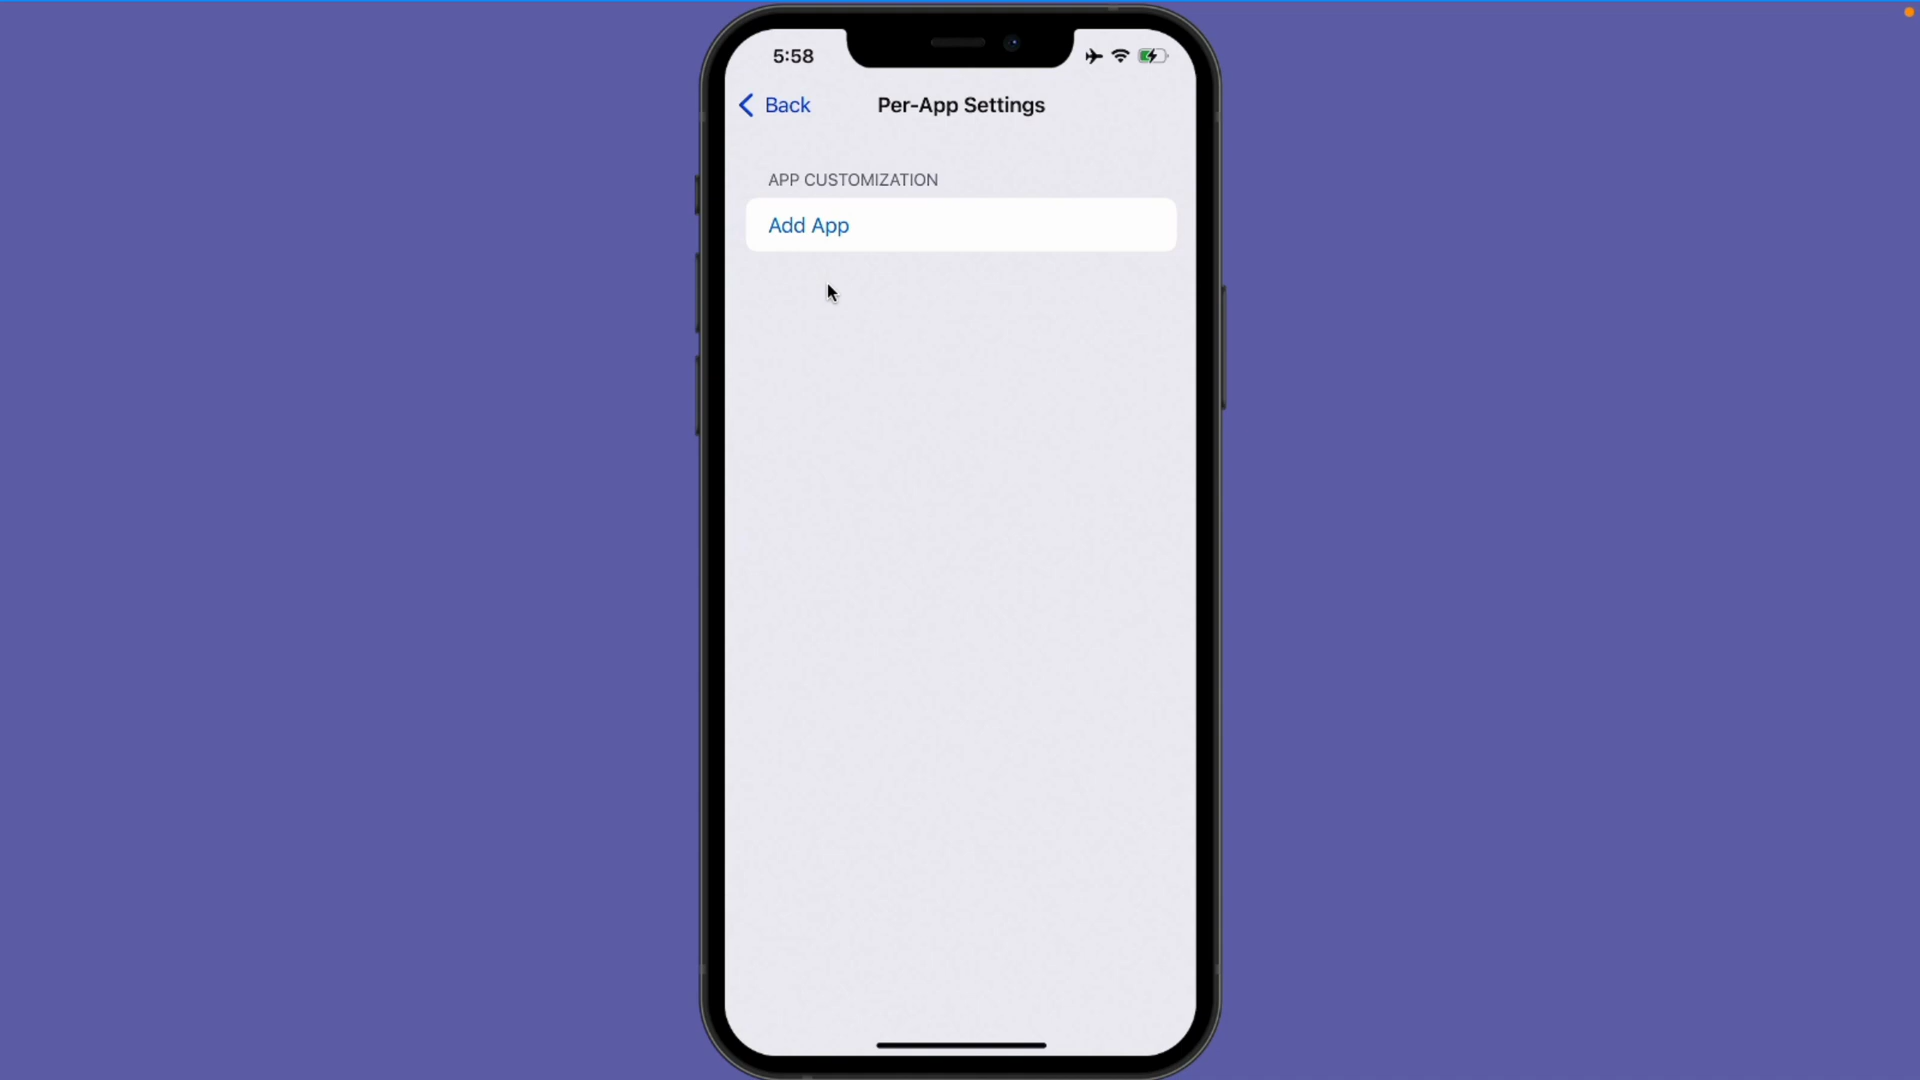 5:58
Back
Per-App Settings
APP CUSTOMIZATION
Add App